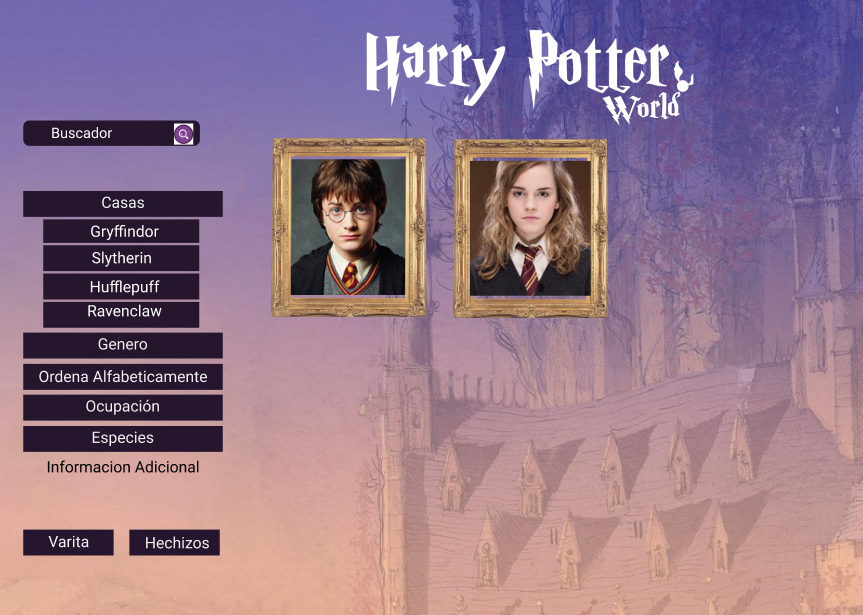 Harry Potter
World
Buscador
Casas
Gryffindor
Slytherin
Hufflepuff
Ravenclaw
Genero
Ordena Alfabeticamente
Ocupación
Especies
Informacion Adicional
Varita
Hechizos